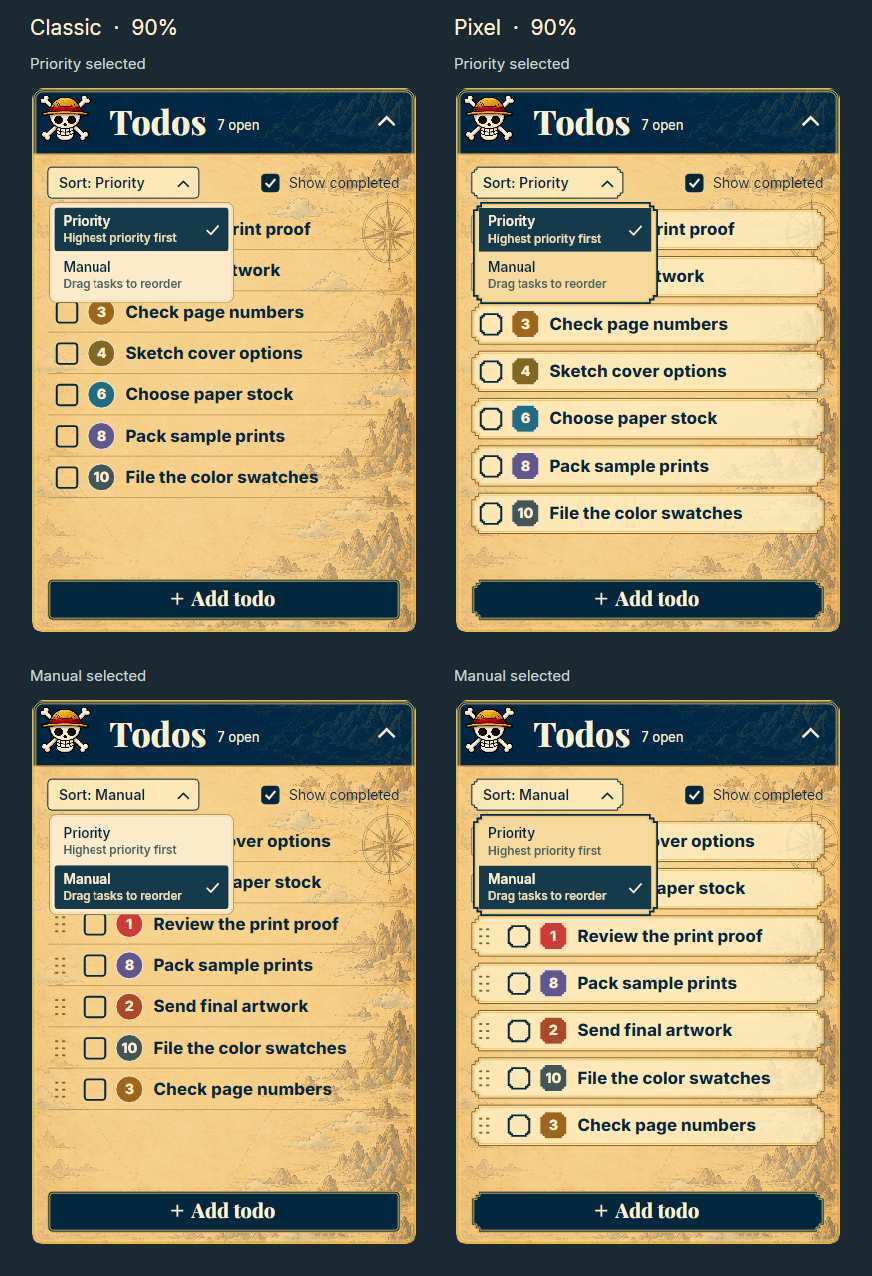 Classic · 90%
Priority selected
Todos 7 open
Sort: Priority
Show completed
Priority
Highest priority first
Manual
Drag tasks to reorder
rint proof
twork
3 Check page numbers
4 Sketch cover options
6 Choose paper stock
8 Pack sample prints
10 File the color swatches
+ Add todo
Pixel · 90%
Priority selected
Todos 7 open
Sort: Priority
Show completed
Priority
Highest priority first
Manual
Drag tasks to reorder
rint proof
twork
3 Check page numbers
4 Sketch cover options
6 Choose paper stock
8 Pack sample prints
10 File the color swatches
+ Add todo
Manual selected
Todos 7 open
Sort: Manual
Show completed
Priority
Highest priority first
Manual
Drag tasks to reorder
over options
aper stock
1 Review the print proof
8 Pack sample prints
2 Send final artwork
10 File the color swatches
3 Check page numbers
+ Add todo
Manual selected
Todos 7 open
Sort: Manual
Show completed
Priority
Highest priority first
Manual
Drag tasks to reorder
over options
aper stock
1 Review the print proof
8 Pack sample prints
2 Send final artwork
10 File the color swatches
3 Check page numbers
+ Add todo